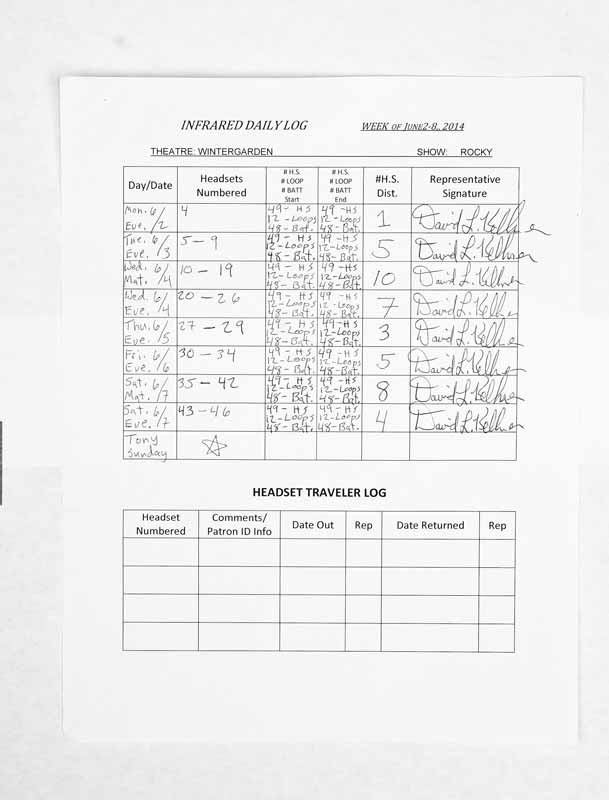 INFRARED DAILY LOG WEEK OF JUNE2-8, 2014
THEATRE: WINTERGARDEN SHOW: ROCKY
Day/Date Headsets Numbered # H.S. # LOOP # BATT Start # H.S. # LOOP # BATT End #H.S. Dist. Representative Signature
Mon. 6/2 Eve. 4 49-HS 12-Loops 48-Bat. 49-HS 12-Loops 48-Bat. 1 David L. Kellner
Tue. 6/3 Eve. 5-9 49-HS 12-Loops 48-Bat. 49-HS 12-Loops 48-Bat. 5 David L. Kellner
Wed. 6/4 Mat. 10-19 49-HS 12-Loops 48-Bat. 49-HS 12-Loops 48-Bat. 10 David L. Kellner
Wed. 6/4 Eve. 20-26 49-HS 12-Loops 48-Bat. 49-HS 12-Loops 48-Bat. 7 David L. Kellner
Thu. 6/5 Eve. 27-29 49-HS 12-Loops 48-Bat. 49-HS 12-Loops 48-Bat. 3 David L. Kellner
Fri. 6/6 Eve. 30-34 49-HS 12-Loops 48-Bat. 49-HS 12-Loops 48-Bat. 5 David L. Kellner
Sat. 6/7 Mat. 35-42 49-HS 12-Loops 48-Bat. 49-HS 12-Loops 48-Bat. 8 David L. Kellner
Sat. 6/7 Eve. 43-46 49-HS 12-Loops 48-Bat. 49-HS 12-Loops 48-Bat. 4 David L. Kellner
Tony Sunday
HEADSET TRAVELER LOG
Headset Numbered Comments/ Patron ID Info Date Out Rep Date Returned Rep